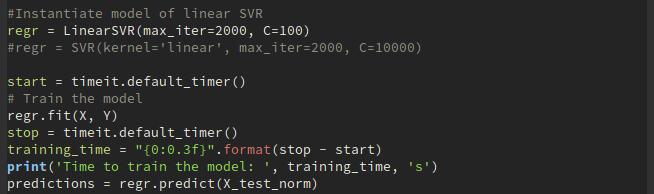 #Instantiate model of linear SVR
regr = LinearSVR(max_iter=2000, C=100)
#regr = SVR(kernel='linear', max_iter=2000, C=10000)
start = timeit.default_timer()
# Train the model
regr.fit(X, Y)
stop = timeit.default_timer()
training_time = "{0:0.3f}".format(stop - start)
print('Time to train the model: ', training_time, 's')
predictions = regr.predict(X_test_norm)